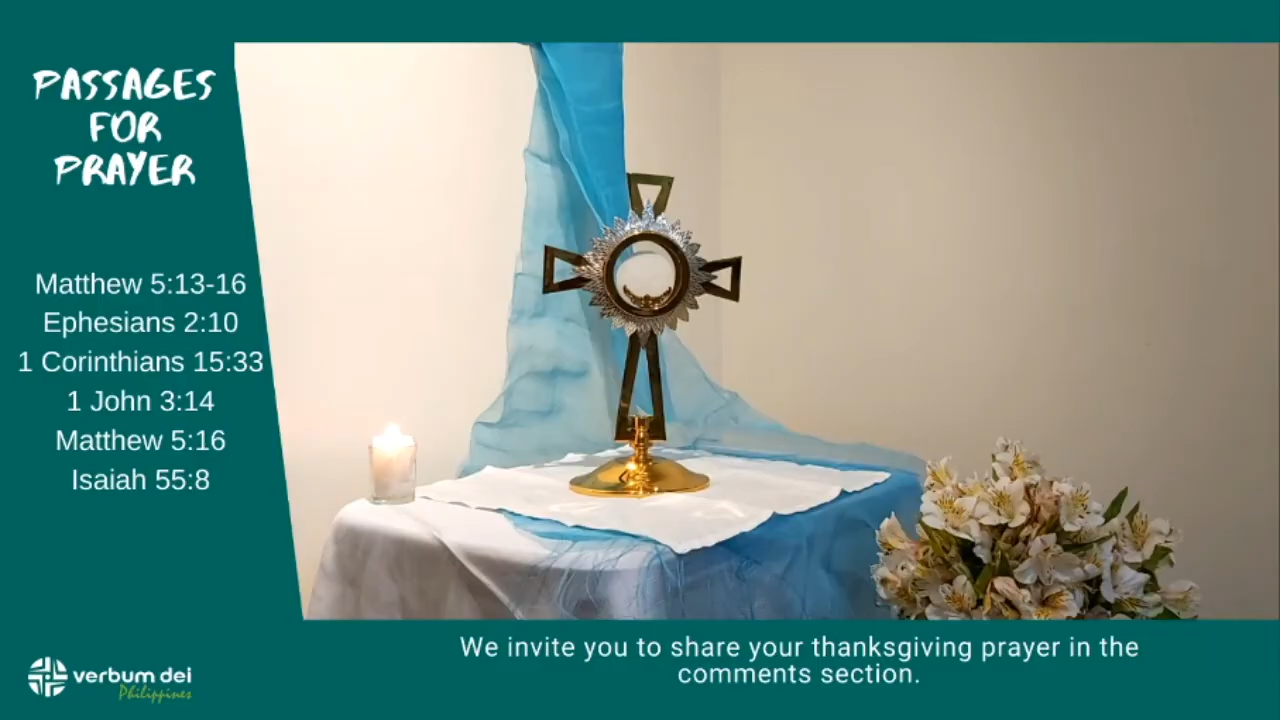 PASSAGES
FOR
PRAYER
Matthew 5:13-16
Ephesians 2:10
1 Corinthians 15:33
1 John 3:14
Matthew 5:16
Isaiah 55:8
We invite you to share your thanksgiving prayer in the
comments section.
verbum dei
Philippines